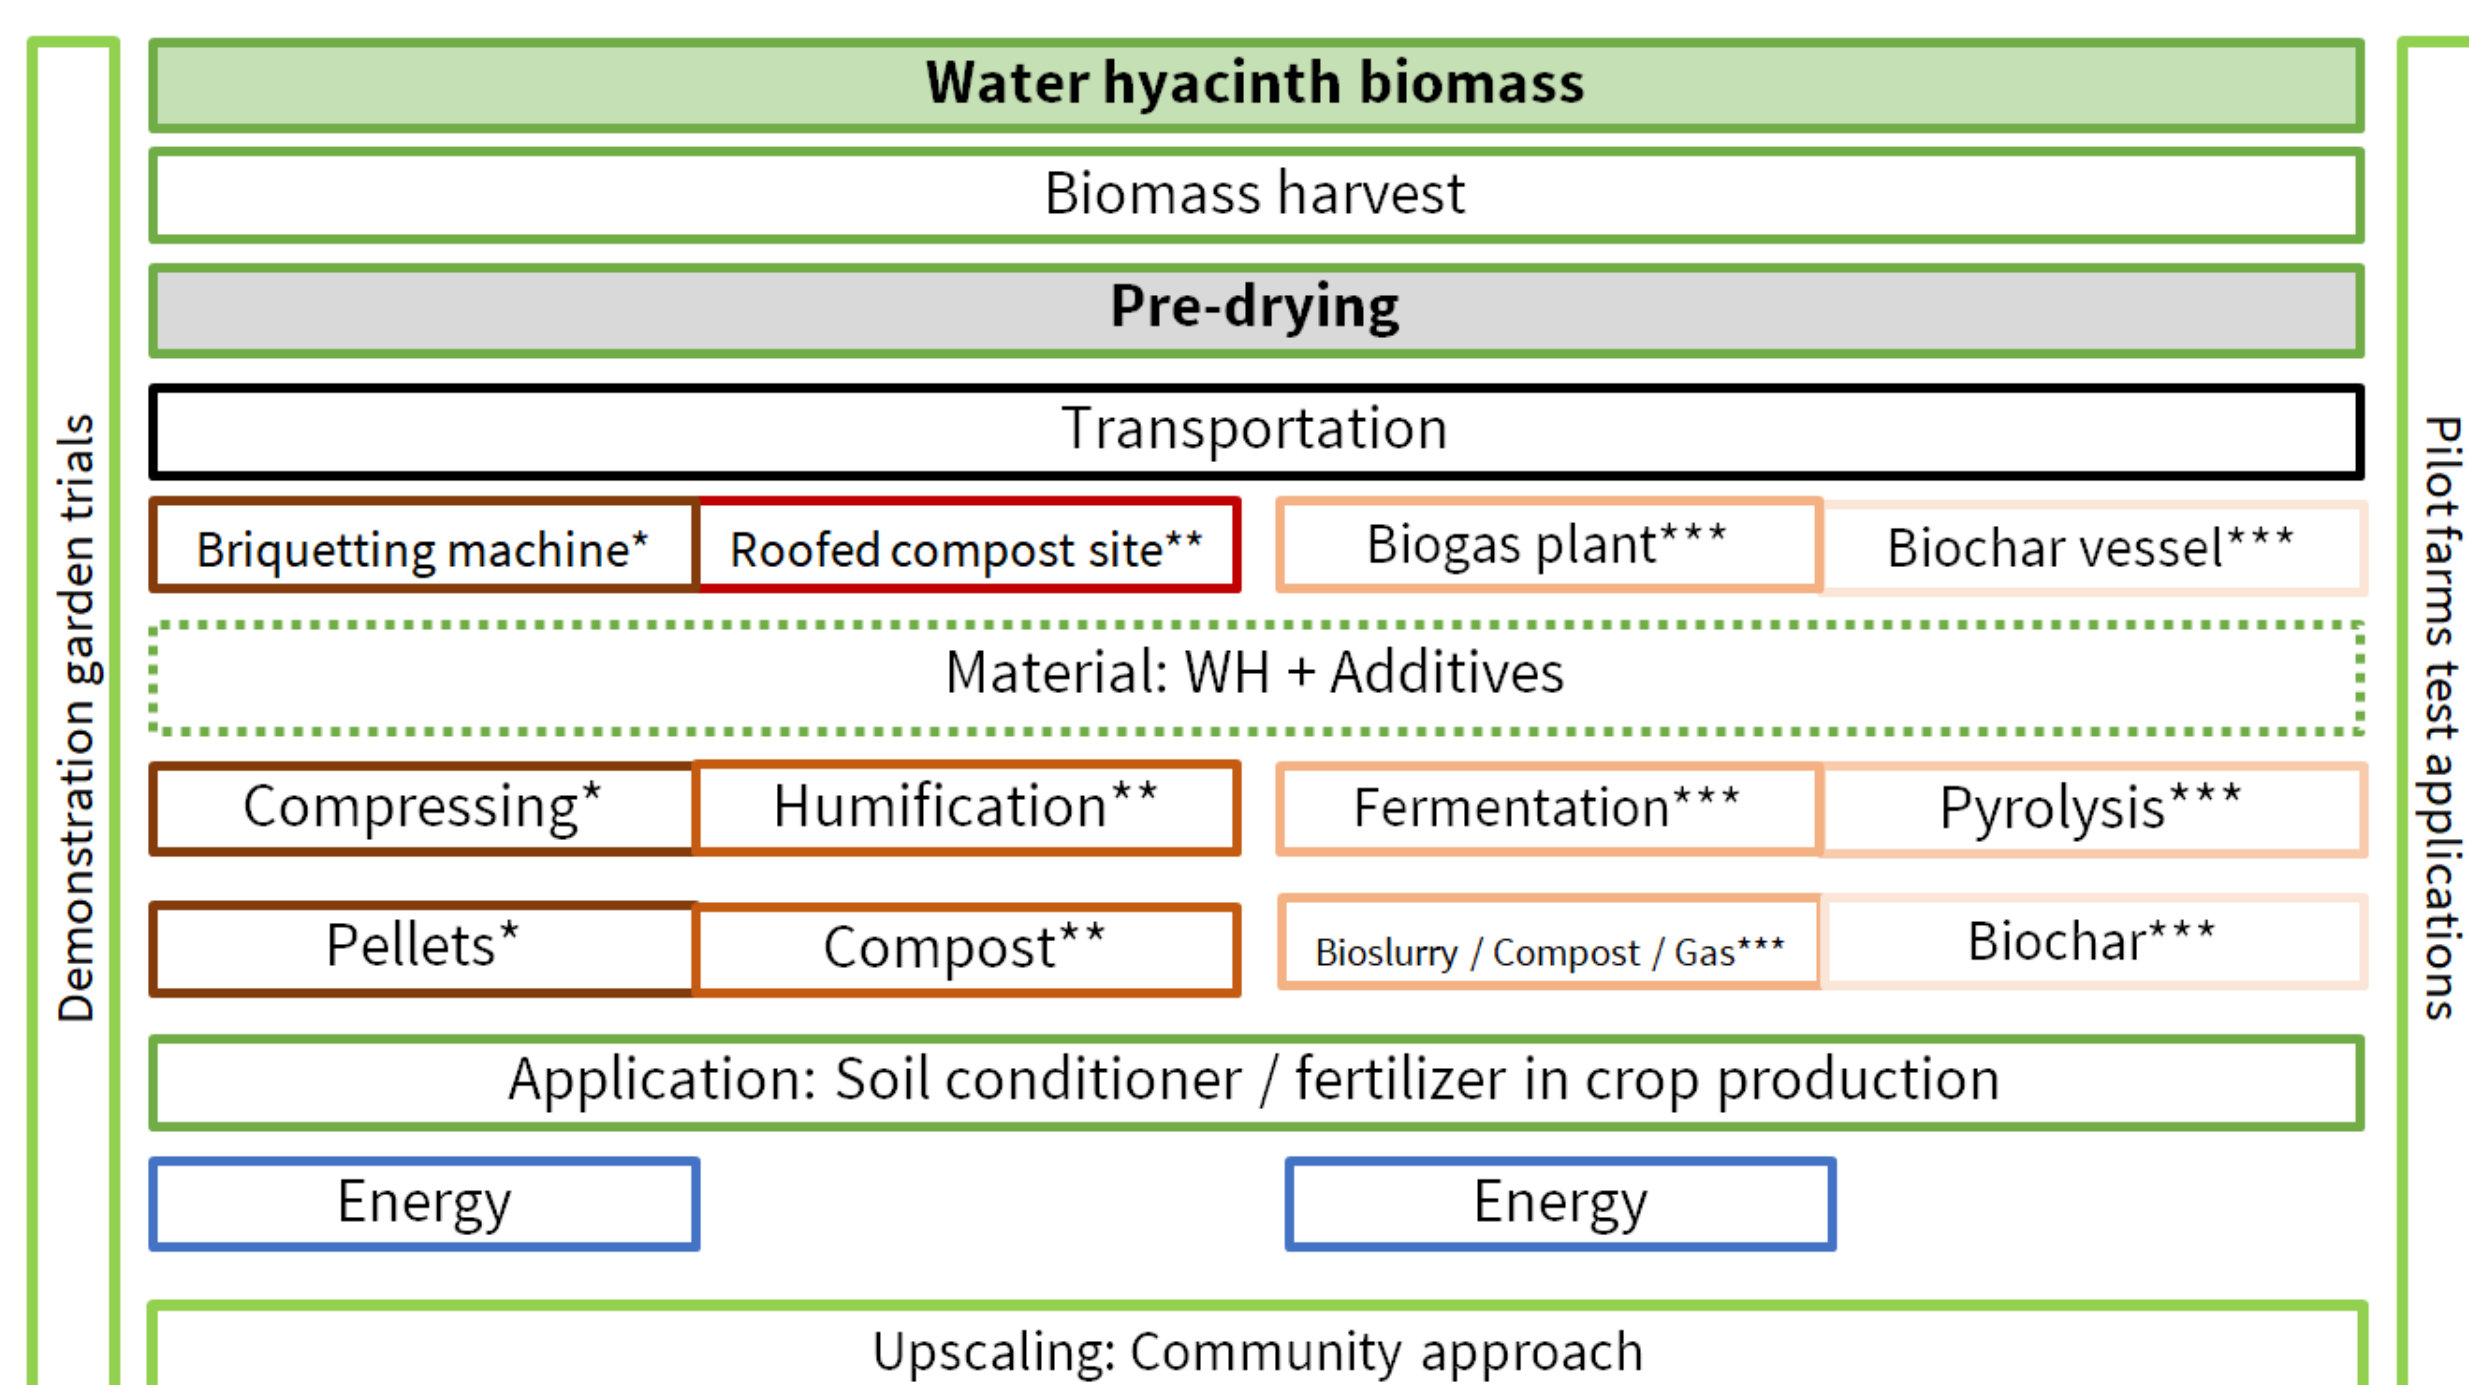 Water hyacinth biomass
Biomass harvest
Pre-drying
Transportation
Briquetting machine*
Roofed compost site**
Biogas plant***
Biochar vessel***
Material: WH + Additives
Compressing*
Humification**
Fermentation***
Pyrolysis***
Pellets*
Compost**
Bioslurry / Compost / Gas***
Biochar***
Application: Soil conditioner / fertilizer in crop production
Energy
Energy
Upscaling: Community approach
Demonstration garden trials
Pilot farms test applications